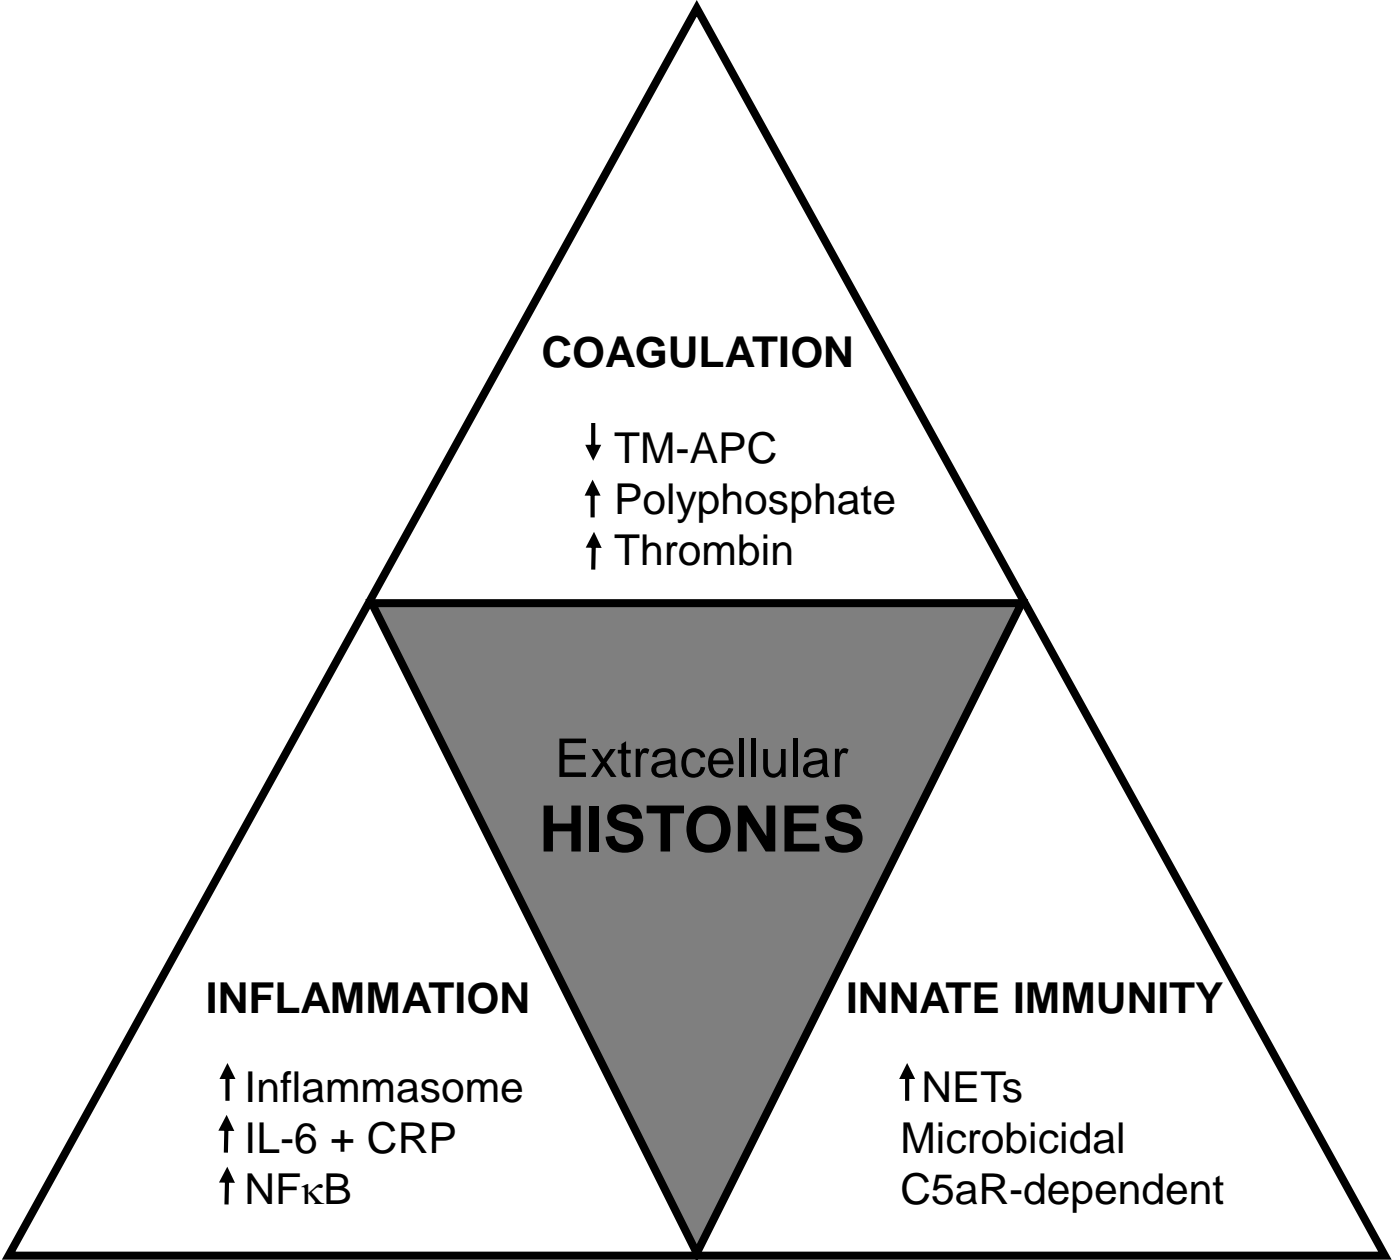 COAGULATION
↓ TM-APC
↑ Polyphosphate
↑ Thrombin
Extracellular
HISTONES
INFLAMMATION
↑ Inflammasome
↑ IL-6 + CRP
↑ NFκB
INNATE IMMUNITY
↑ NETs
Microbicidal
C5aR-dependent